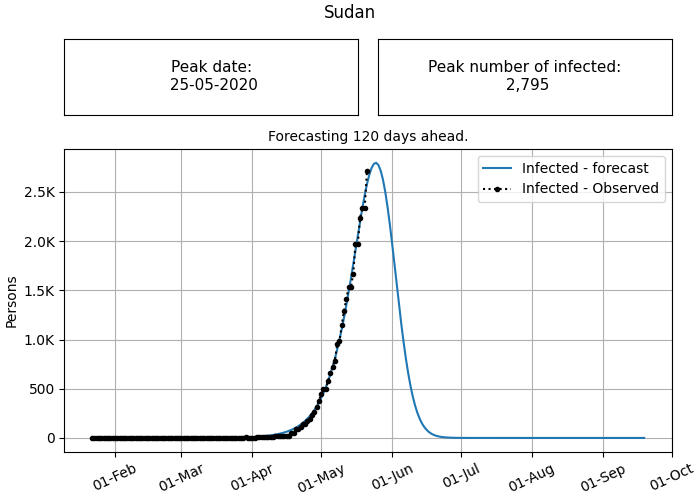 Sudan
Peak date:
25-05-2020
Peak number of infected:
2,795
Forecasting 120 days ahead.
Infected - forecast
Infected - Observed
Persons
2.5K
2.0K
1.5K
1.0K
500
0
01-Feb
01-Mar
01-Apr
01-May
01-Jun
01-Jul
01-Aug
01-Sep
01-Oct